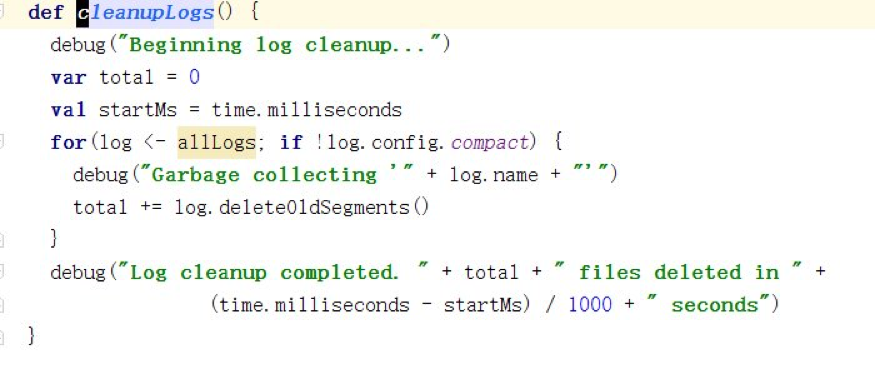 def cleanupLogs() {
  debug("Beginning log cleanup...")
  var total = 0
  val startMs = time.milliseconds
  for(log <- allLogs; if !log.config.compact) {
    debug("Garbage collecting '" + log.name + "'")
    total += log.deleteOldSegments()
  }
  debug("Log cleanup completed. " + total + " files deleted in " +
                (time.milliseconds - startMs) / 1000 + " seconds")
}